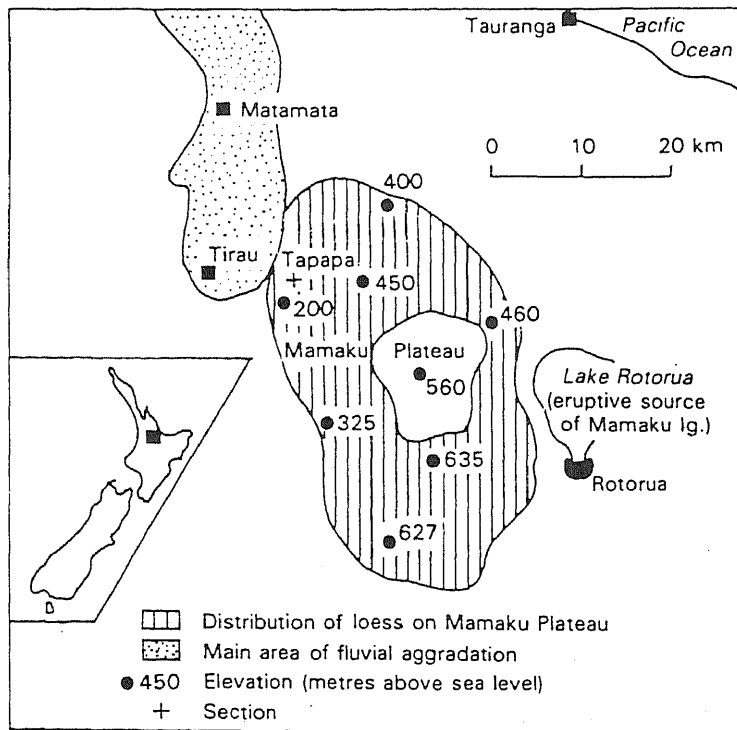 Tauranga
Pacific
Ocean
Matamata
0 10 20 km
400
Tirau
Tapapa
450
200
460
Mamaku Plateau
560
Lake Rotorua
(eruptive source
of Mamaku Ig.)
325
635
Rotorua
627
Distribution of loess on Mamaku Plateau
Main area of fluvial aggradation
450 Elevation (metres above sea level)
+ Section